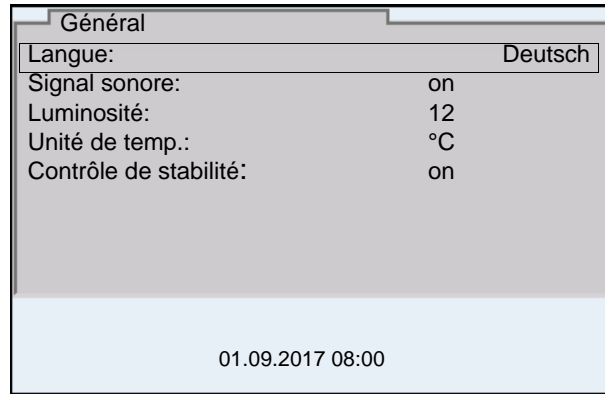 Général
Langue: Deutsch
Signal sonore: on
Luminosité: 12
Unité de temp.: °C
Contrôle de stabilité: on
01.09.2017 08:00